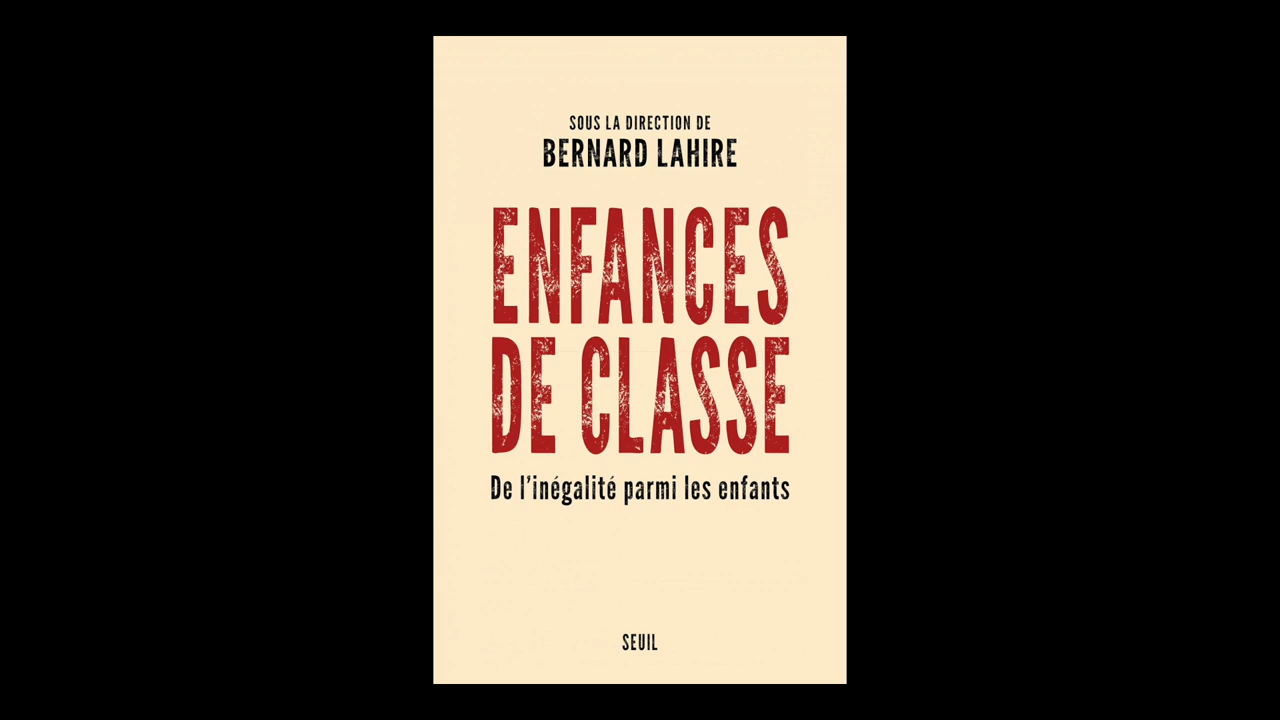 SOUS LA DIRECTION DE
BERNARD LAHIRE
ENFANCES
DE CLASSE
De l'inégalité parmi les enfants
SEUIL